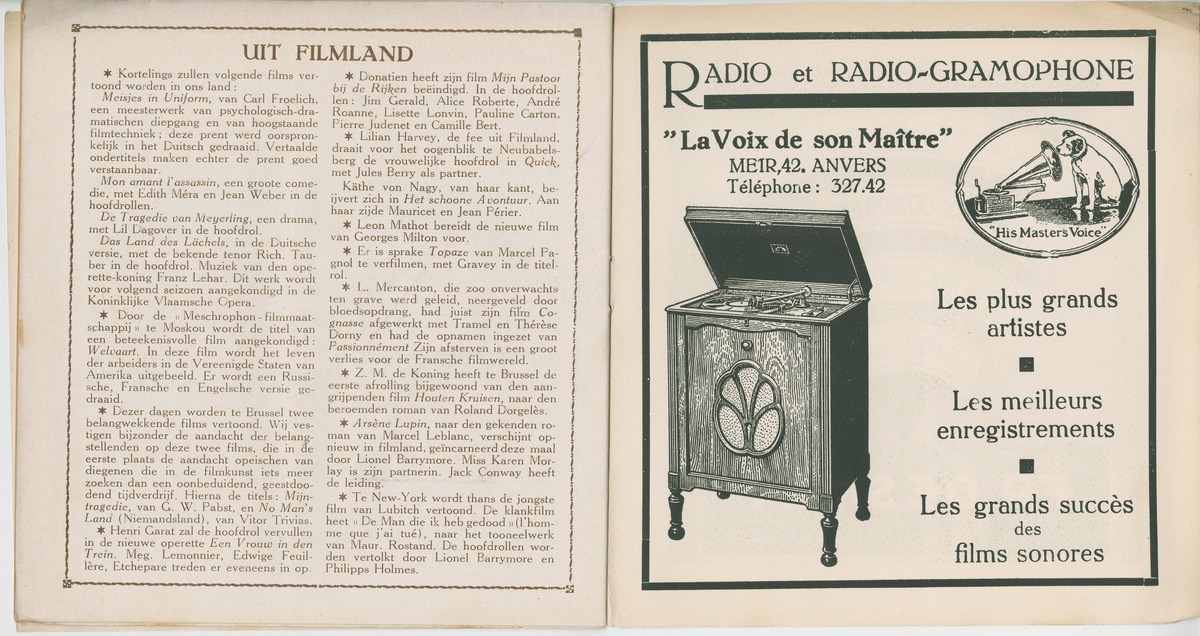 UIT FILMLAND
✶ Kortelings zullen volgende films ver-
toond worden in ons land :
Meisjes in Uniform, van Carl Froelich,
een meesterwerk van psychologisch-dra-
matischen diepgang en van hoogstaande
filmtechniek ; deze prent werd oorspron-
kelijk in het Duitsch gedraaid. Vertaalde
ondertitels maken echter de prent goed
verstaanbaar.
Mon amant l'assassin, een groote come-
die, met Edith Méra en Jean Weber in de
hoofdrollen.
De Tragedie van Meyerling, een drama,
met Lil Dagover in de hoofdrol.
Das Land des Lächels, in de Duitsche
versie, met de bekende tenor Rich. Tau-
ber in de hoofdrol. Muziek van den ope-
rette-koning Franz Lehar. Dit werk wordt
voor volgend seizoen aangekondigd in de
Koninklijke Vlaamsche Opera.
✶ Door de « Meschrophon-filmmaat-
schappij » te Moskou wordt de titel van
een beteekenisvolle film aangekondigd :
Welvaart. In deze film wordt het leven
der arbeiders in de Vereenigde Staten van
Amerika uitgebeeld. Er wordt een Russi-
sche, Fransche en Engelsche versie ge-
draaid.
✶ Dezer dagen worden te Brussel twee
belangwekkende films vertoond. Wij ves-
tigen bijzonder de aandacht der belang-
stellenden op deze twee films, die in de
eerste plaats de aandacht opeischen van
diegenen die in de filmkunst iets meer
zoeken dan een onbeduidend, geestdoo-
dend tijdverdrijf. Hierna de titels : Mijn-
tragedie, van G. W. Pabst, en No Man's
Land (Niemandsland), van Vitor Trivias.
✶ Henri Garat zal de hoofdrol vervullen
in de nieuwe operette Een Vrouw in den
Trein. Meg. Lemonnier, Edwige Feuil-
lère, Etchepare treden er eveneens in op.
✶ Donatien heeft zijn film Mijn Pastoor
bij de Rijken beëindigd. In de hoofdrol-
len : Jim Gerald, Alice Roberte, André
Roanne, Lisette Lonvin, Pauline Carton,
Pierre Judenet en Camille Bert.
✶ Lilian Harvey, de fee uit Filmland,
draait voor het oogenblik te Neubabels-
berg de vrouwelijke hoofdrol in Quick,
met Jules Berry als partner.
Käthe von Nagy, van haar kant, be-
ijvert zich in Het schoone Avontuur. Aan
haar zijde Mauricet en Jean Périer.
✶ Leon Mathot bereidt de nieuwe film
van Georges Milton voor.
✶ Er is sprake Topaze van Marcel Pa-
gnol te verfilmen, met Gravey in de titel-
rol.
✶ L. Mercanton, die zoo onverwachts
ten grave werd geleid, neergeveld door
bloedsopdrang, had juist zijn film Co-
gnasse afgewerkt met Tramel en Thérèse
Dorny en had de opnamen ingezet van
Passionnément Zijn afsterven is een groot
verlies voor de Fransche filmwereld.
✶ Z. M. de Koning heeft te Brussel de
eerste afrolling bijgewoond van den aan-
grijpenden film Houten Kruisen, naar den
beroemden roman van Roland Dorgelès.
✶ Arsène Lupin, naar den gekenden ro-
man van Marcel Leblanc, verschijnt op-
nieuw in filmland, geïncarneerd deze maal
door Lionel Barrymore. Miss Karen Mor-
lay is zijn partnerin. Jack Conway heeft
de leiding.
✶ Te New-York wordt thans de jongste
film van Lubitch vertoond. De klankfilm
heet « De Man die ik heb gedood » (l'hom-
me que j'ai tué), naar het tooneelwerk
van Maur. Rostand. De hoofdrollen wor-
den vertolkt door Lionel Barrymore en
Philipps Holmes.
RADIO et RADIO-GRAMOPHONE
"La Voix de son Maître"
MEIR, 42. ANVERS
Téléphone : 327.42
"His Master's Voice"
Les plus grands
artistes
Les meilleurs
enregistrements
Les grands succès
des
films sonores